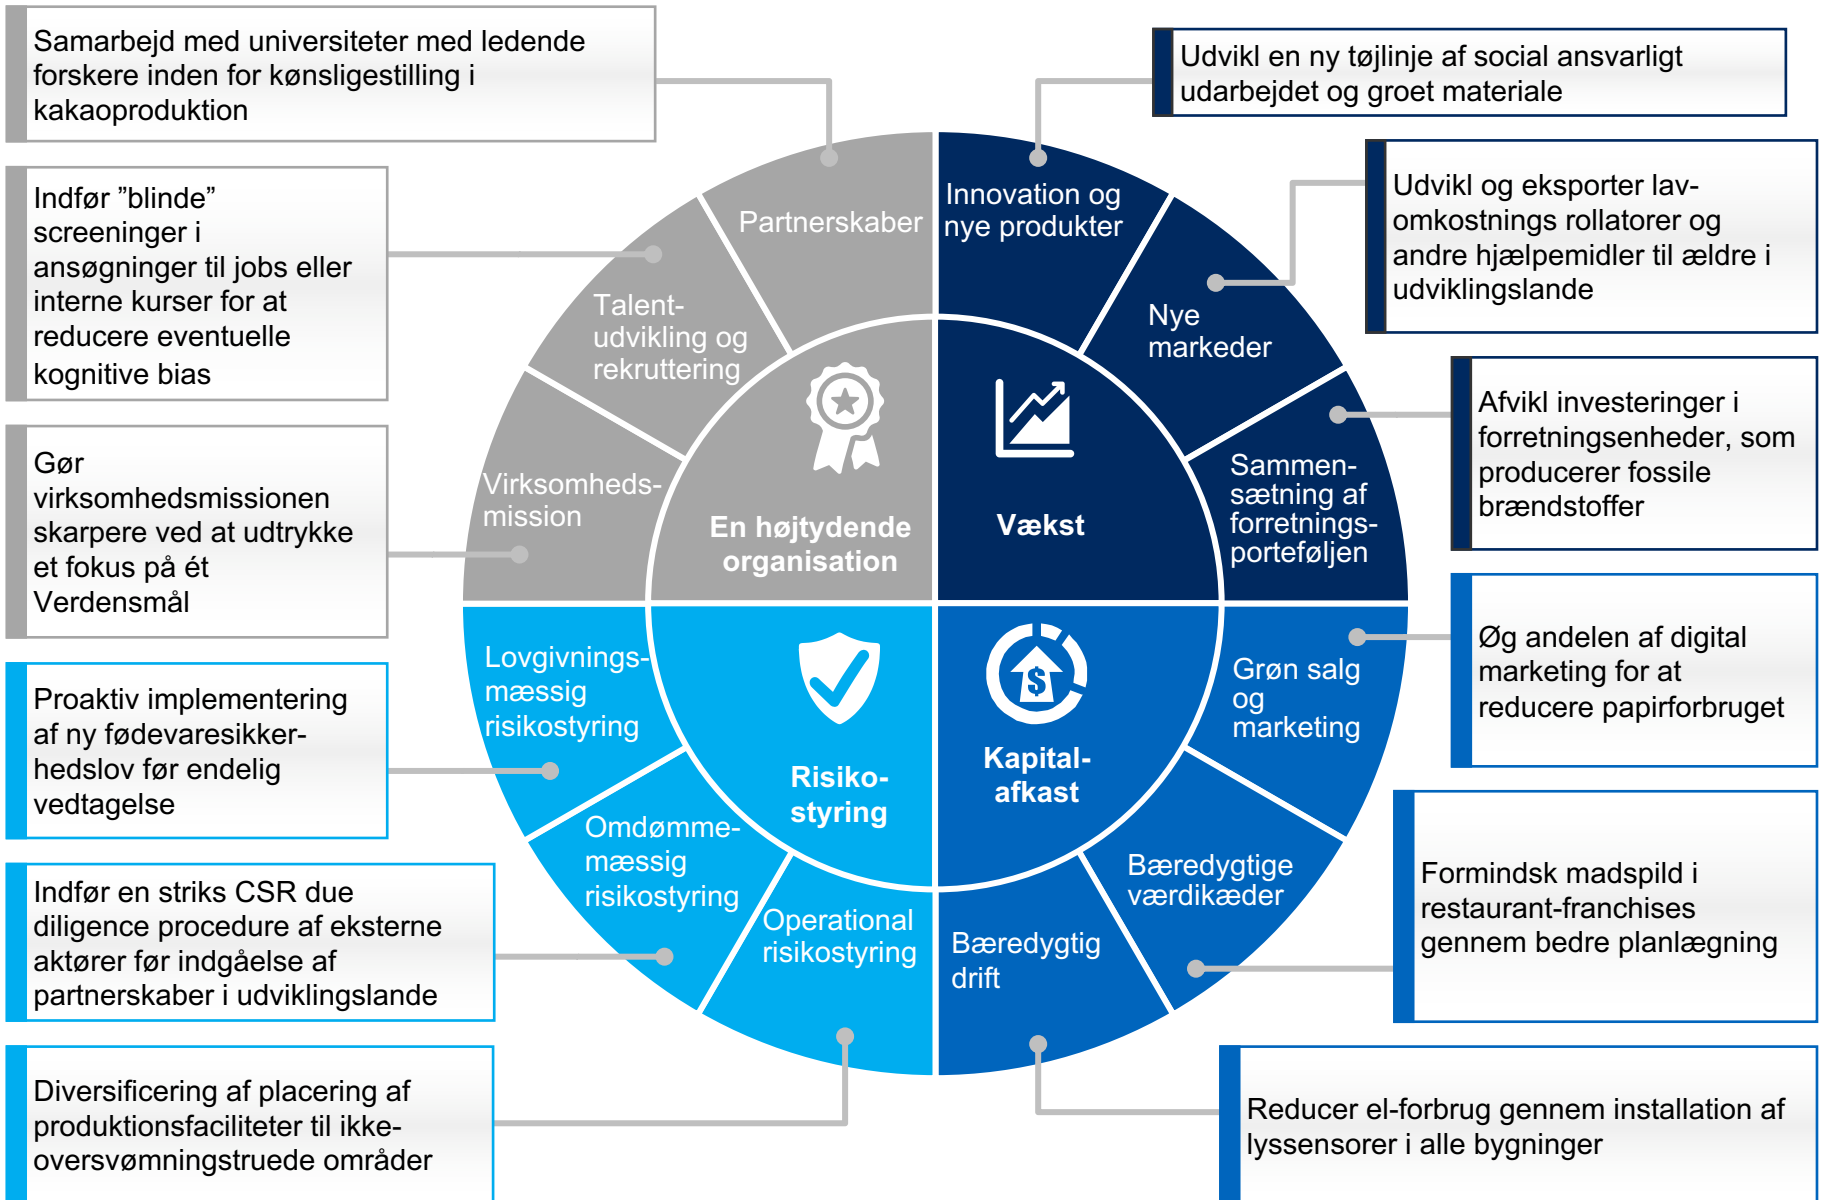 Samarbejd med universiteter med ledende
forskere inden for kønsligestilling i
kakaoproduktion
Udvikl en ny tøjlinje af social ansvarligt
udarbejdet og groet materiale
Indfør ”blinde”
screeninger i
ansøgninger til jobs eller
interne kurser for at
reducere eventuelle
kognitive bias
Udvikl og eksporter lav-
omkostnings rollatorer og
andre hjælpemidler til ældre i
udviklingslande
Gør
virksomhedsmissionen
skarpere ved at udtrykke
et fokus på ét
Verdensmål
Afvikl investeringer i
forretningsenheder, som
producerer fossile
brændstoffer
Proaktiv implementering
af ny fødevaresikker-
hedslov før endelig
vedtagelse
Øg andelen af digital
marketing for at
reducere papirforbruget
Indfør en striks CSR due
diligence procedure af eksterne
aktører før indgåelse af
partnerskaber i udviklingslande
Formindsk madspild i
restaurant-franchises
gennem bedre planlægning
Diversificering af placering af
produktionsfaciliteter til ikke-
oversvømningstruede områder
Reducer el-forbrug gennem installation af
lyssensorer i alle bygninger
Partnerskaber
Innovation og
nye produkter
Talent-
udvikling og
rekruttering
Nye
markeder
Virksomheds-
mission
Sammen-
sætning af
forretnings-
porteføljen
En højtydende
organisation
Vækst
Lovgivnings-
mæssig
risikostyring
Grøn salg
og
marketing
Risiko-
styring
$
Kapital-
afkast
Omdømme-
mæssig
risikostyring
Bæredygtige
værdikæder
Operational
risikostyring
Bæredygtig
drift